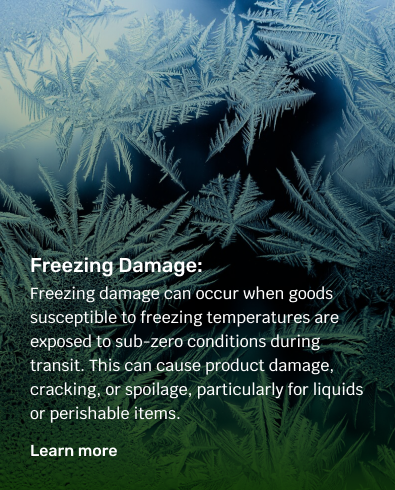 Freezing Damage:
Freezing damage can occur when goods
susceptible to freezing temperatures are
exposed to sub-zero conditions during
transit. This can cause product damage,
cracking, or spoilage, particularly for liquids
or perishable items.
Learn more